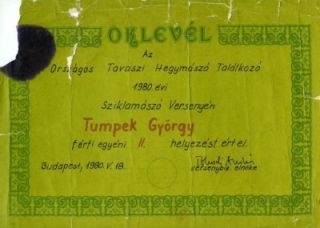 OKLEVÉL
Az
Országos Tavaszi Hegymászó Találkozó
1980. évi
Sziklamászó Versenyén
Tumpek György
férfi egyéni II. helyezést ért el.
Budapest, 1980. V. 18.
versenybiz. elnöke